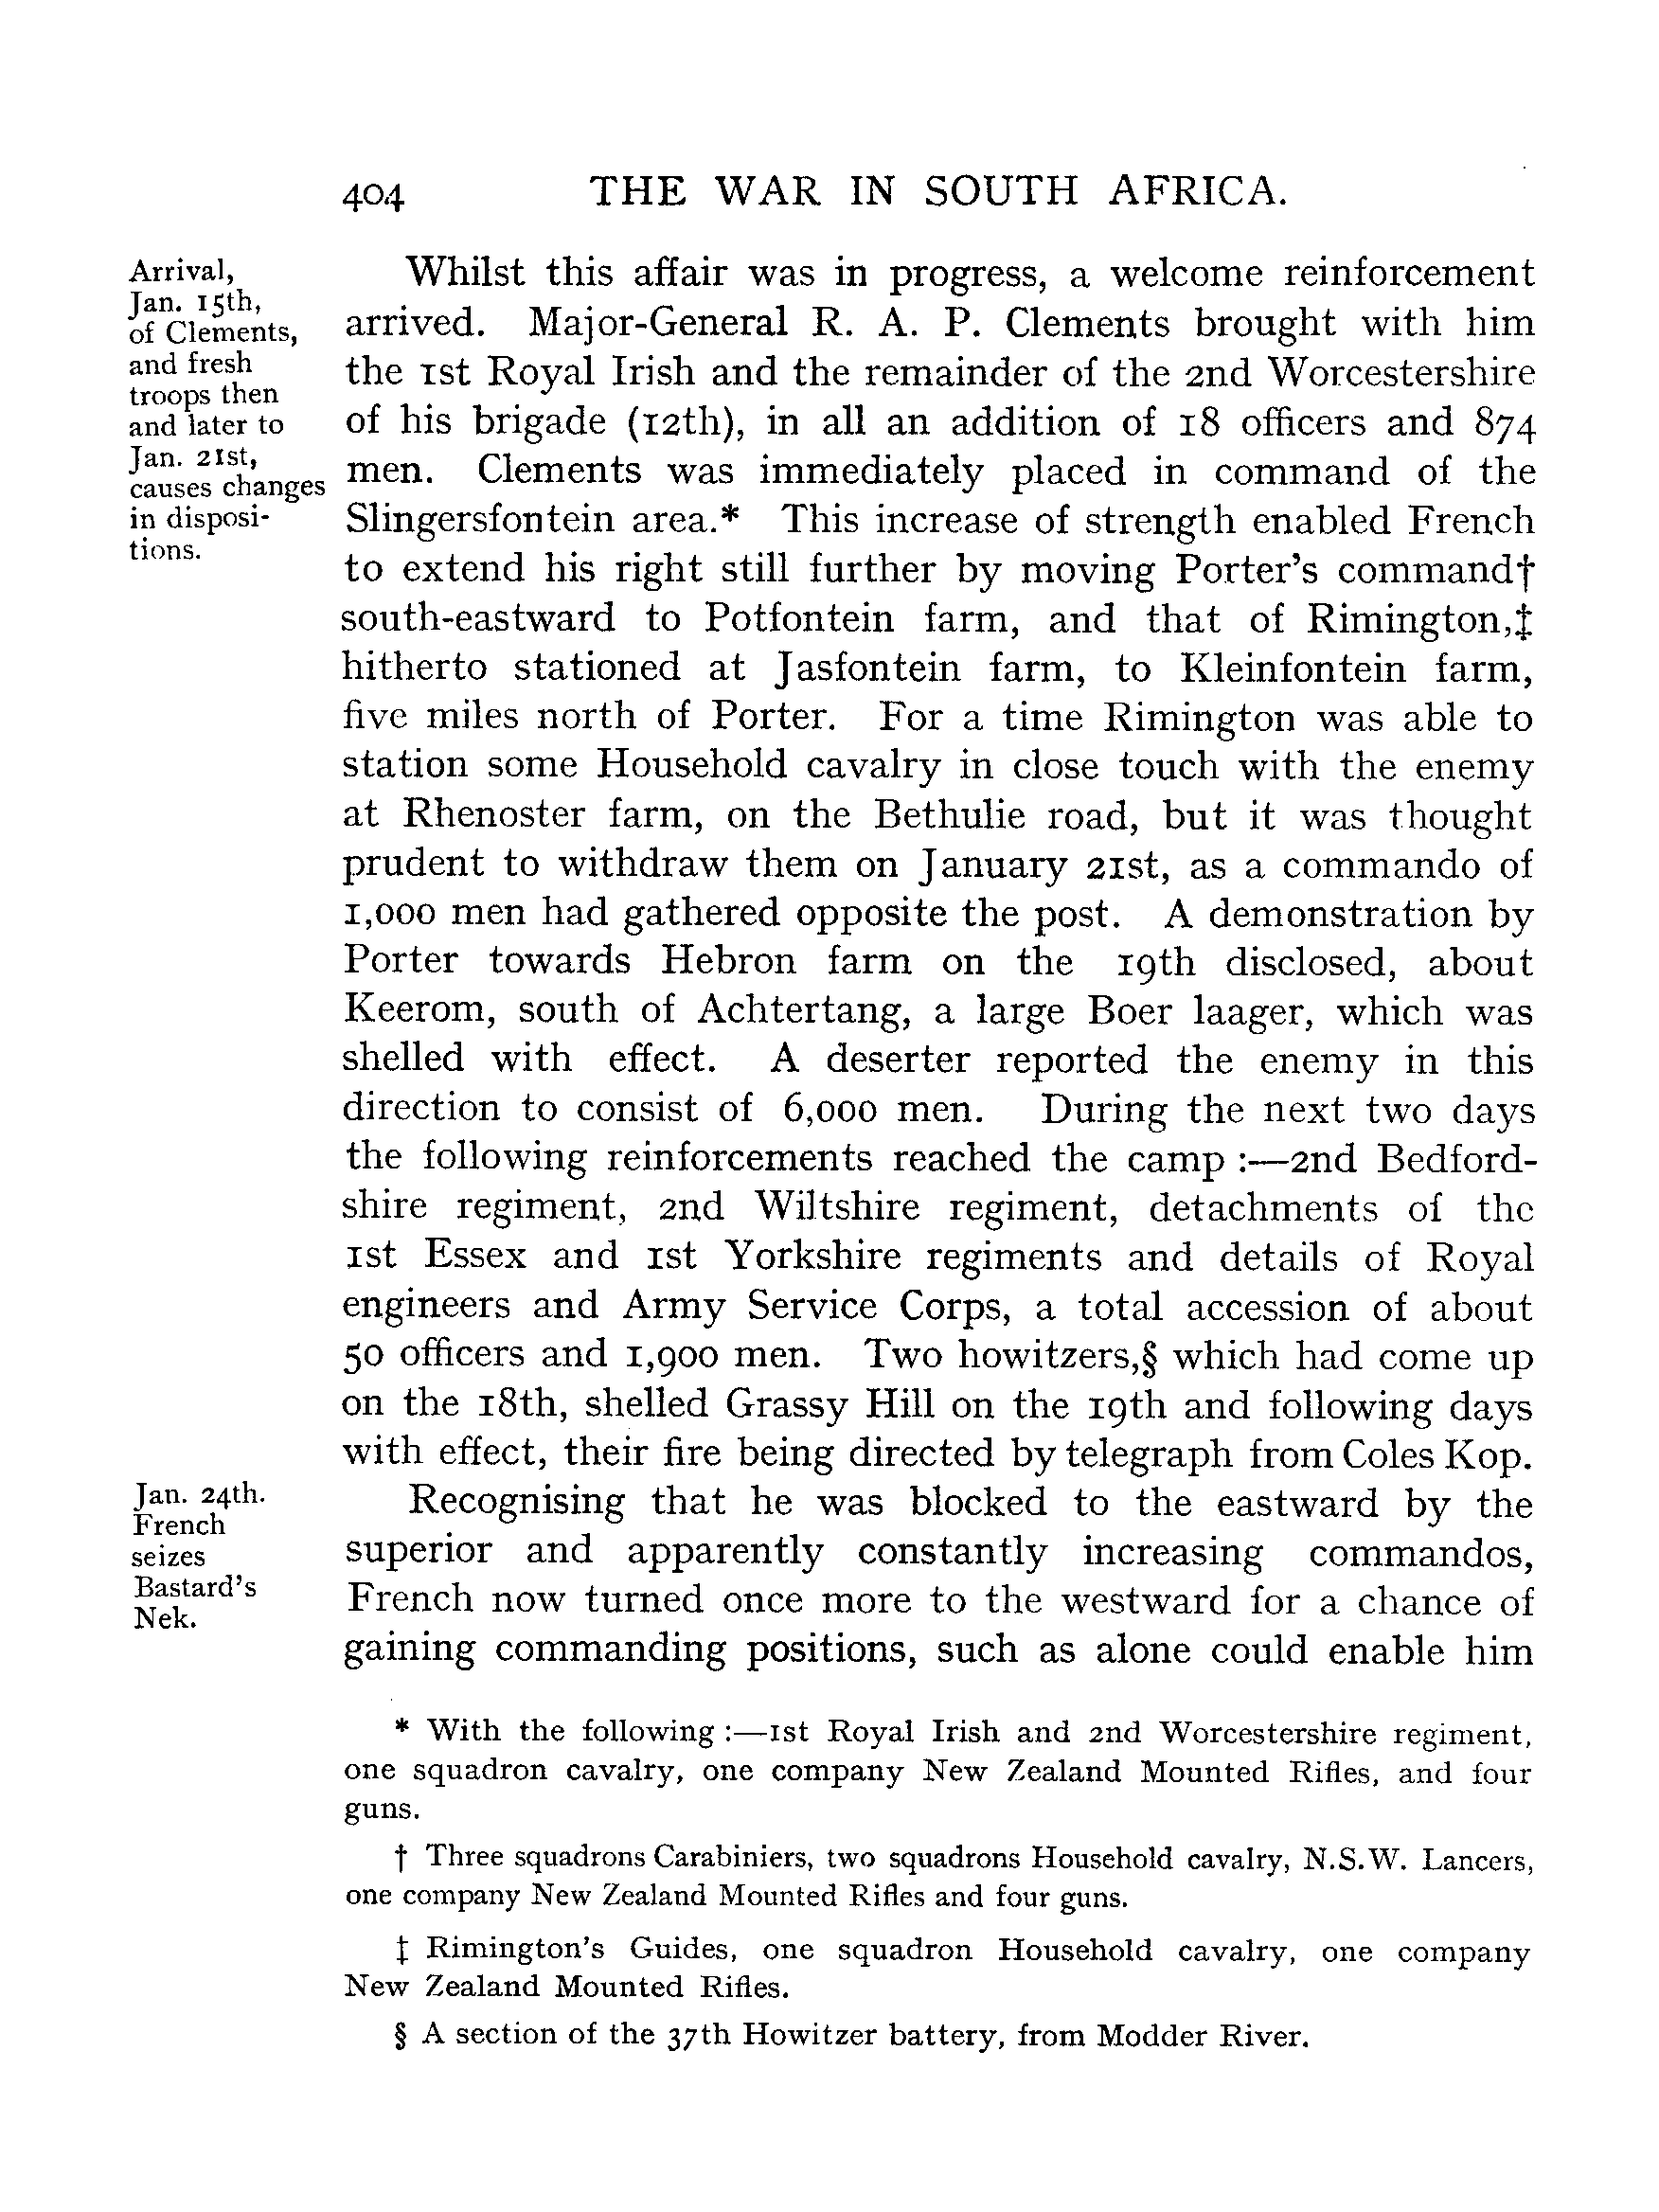 404 THE WAR IN SOUTH AFRICA.
Arrival,
Jan. 15th,
of Clements,
and fresh
troops then
and later to
Jan. 21st,
causes changes
in disposi-
tions.
Whilst this affair was in progress, a welcome reinforcement
arrived. Major-General R. A. P. Clements brought with him
the 1st Royal Irish and the remainder of the 2nd Worcestershire
of his brigade (12th), in all an addition of 18 officers and 874
men. Clements was immediately placed in command of the
Slingersfontein area.* This increase of strength enabled French
to extend his right still further by moving Porter's command†
south-eastward to Potfontein farm, and that of Rimington,‡
hitherto stationed at Jasfontein farm, to Kleinfontein farm,
five miles north of Porter. For a time Rimington was able to
station some Household cavalry in close touch with the enemy
at Rhenoster farm, on the Bethulie road, but it was thought
prudent to withdraw them on January 21st, as a commando of
1,000 men had gathered opposite the post. A demonstration by
Porter towards Hebron farm on the 19th disclosed, about
Keerom, south of Achtertang, a large Boer laager, which was
shelled with effect. A deserter reported the enemy in this
direction to consist of 6,000 men. During the next two days
the following reinforcements reached the camp :—2nd Bedford-
shire regiment, 2nd Wiltshire regiment, detachments of the
1st Essex and 1st Yorkshire regiments and details of Royal
engineers and Army Service Corps, a total accession of about
50 officers and 1,900 men. Two howitzers,§ which had come up
on the 18th, shelled Grassy Hill on the 19th and following days
with effect, their fire being directed by telegraph from Coles Kop.
Jan. 24th.
French
seizes
Bastard's
Nek.
Recognising that he was blocked to the eastward by the
superior and apparently constantly increasing commandos,
French now turned once more to the westward for a chance of
gaining commanding positions, such as alone could enable him
* With the following :—1st Royal Irish and 2nd Worcestershire regiment,
one squadron cavalry, one company New Zealand Mounted Rifles, and four
guns.
† Three squadrons Carabiniers, two squadrons Household cavalry, N.S.W. Lancers,
one company New Zealand Mounted Rifles and four guns.
‡ Rimington's Guides, one squadron Household cavalry, one company
New Zealand Mounted Rifles.
§ A section of the 37th Howitzer battery, from Modder River.